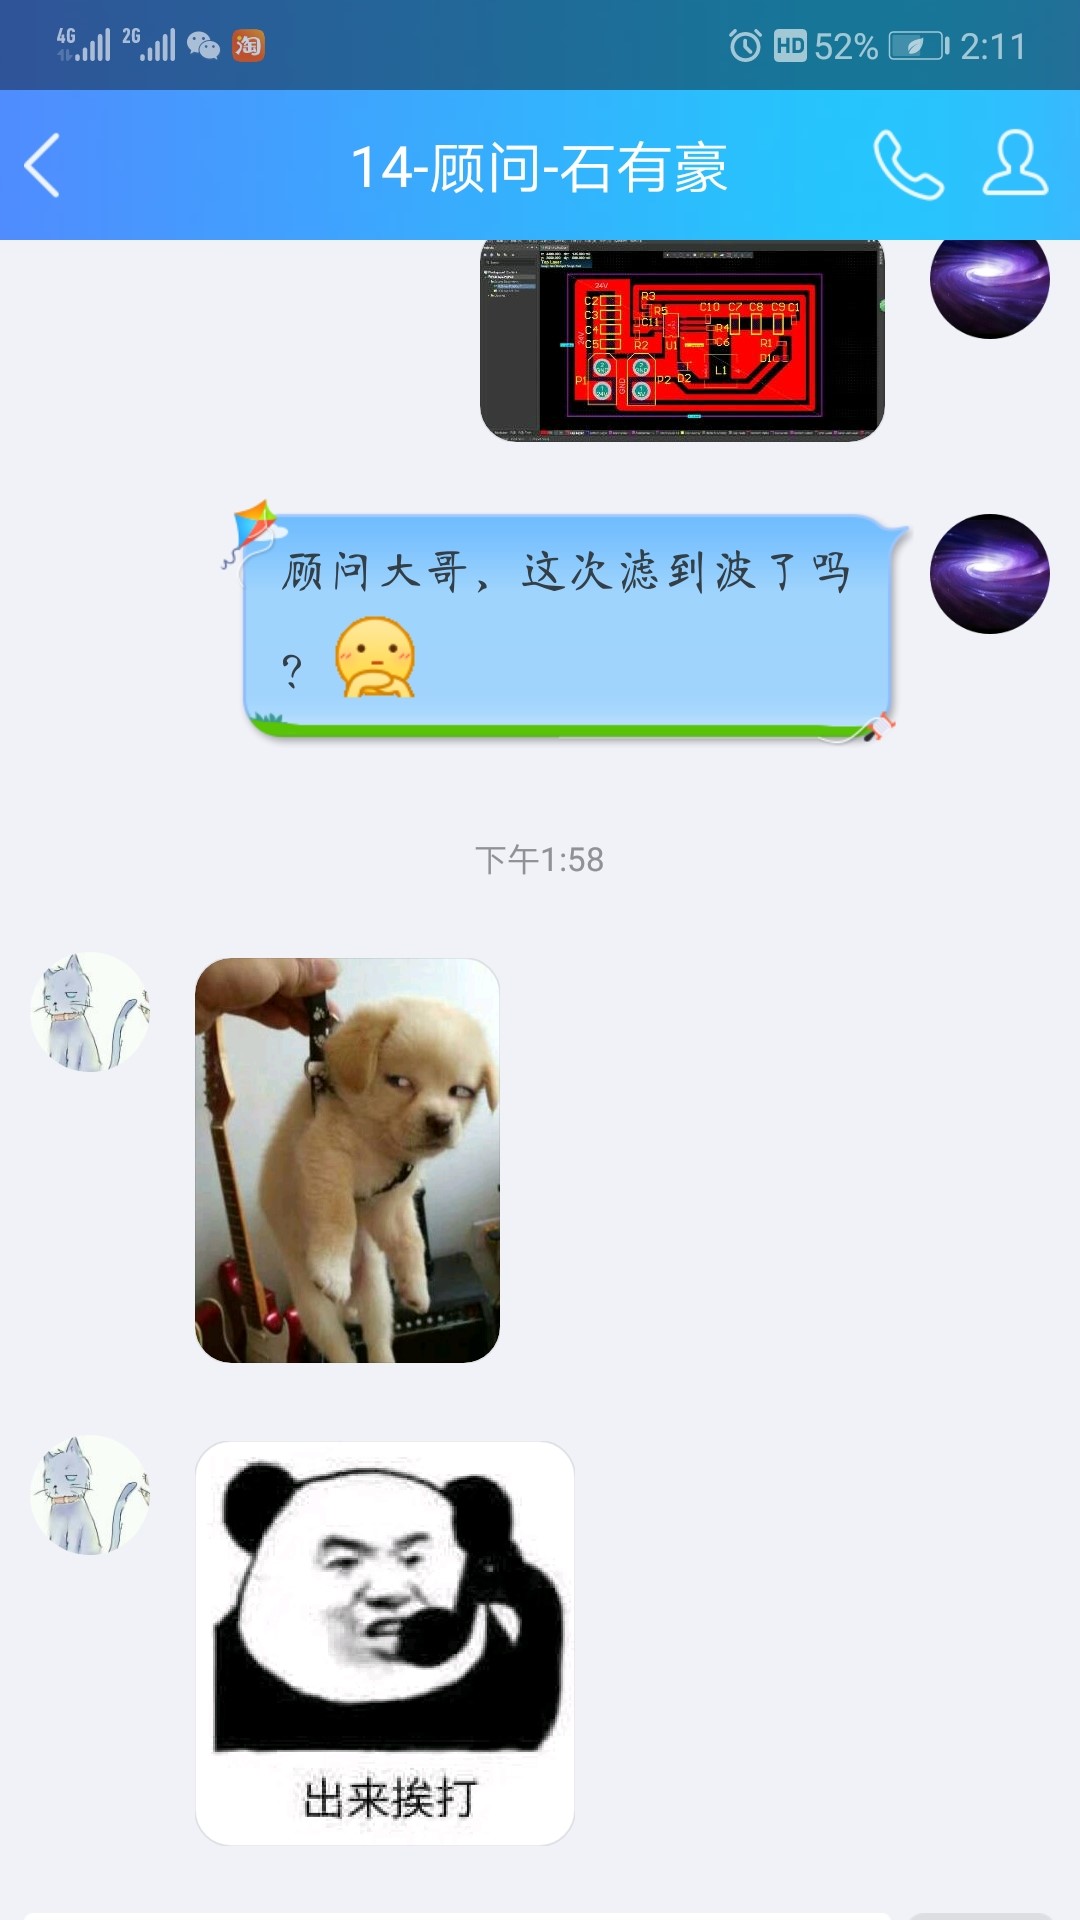 4G 2G 淘 HD 52% 2:11
14-顾问-石有豪
24V
C2 R3
C3 R5 C10 C7 C8 C9 C1
C4 C11 R4
C5 R2 U1 C6 R1
24V D1
P1 GND P2 D2 L1
顾问大哥，这次滤到波了吗
？
下午1:58
出来挨打